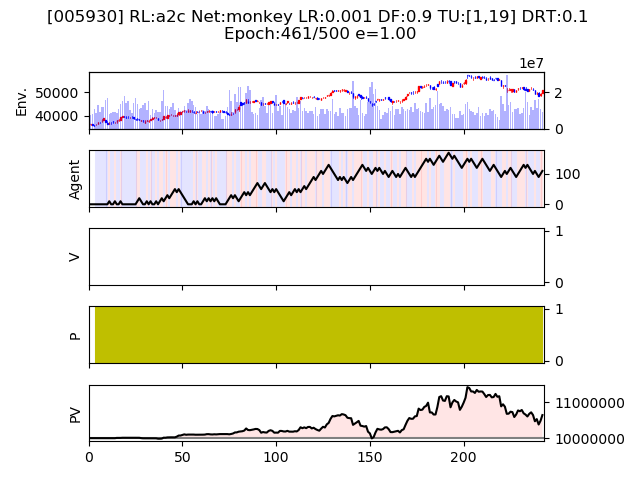 [005930] RL:a2c Net:monkey LR:0.001 DF:0.9 TU:[1,19] DRT:0.1
Epoch:461/500 e=1.00
1e7
Env.
50000
40000
2
0
Agent
100
0
V
1
0
P
1
0
PV
11000000
10000000
0 50 100 150 200